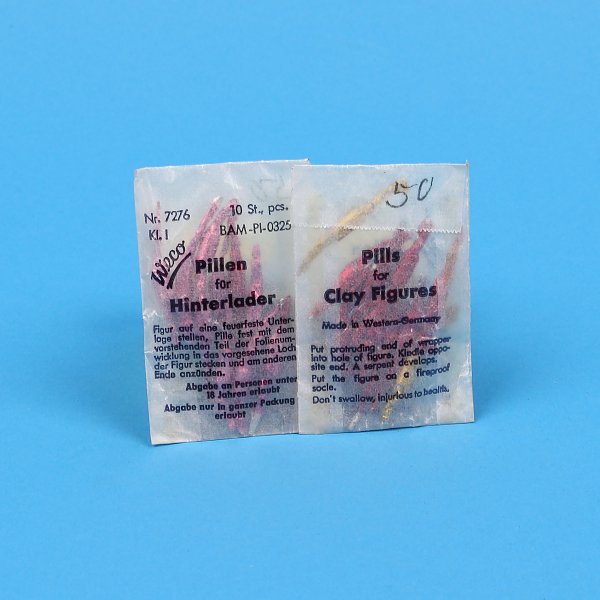 Nr. 7276 10 St., pcs.
Kl. I BAM-PI-0325
Weco
Pillen
für
Hinterlader
Figur auf eine feuerfeste Unter-
lage stellen, Pille fest mit dem
vorstehenden Teil der Folienum-
wicklung in das vorgesehene Loch
der Figur stecken und am anderen
Ende anzünden.
Abgabe an Personen unter
18 Jahren erlaubt
Abgabe nur in ganzer Packung
erlaubt
50
Pills
for
Clay Figures
Made in Western-Germany
Put protruding end of wrapper
into hole of figure. Kindle oppo-
site end. A serpent develops.
Put the figure on a fireproof
socle.
Don't swallow, injurious to health.